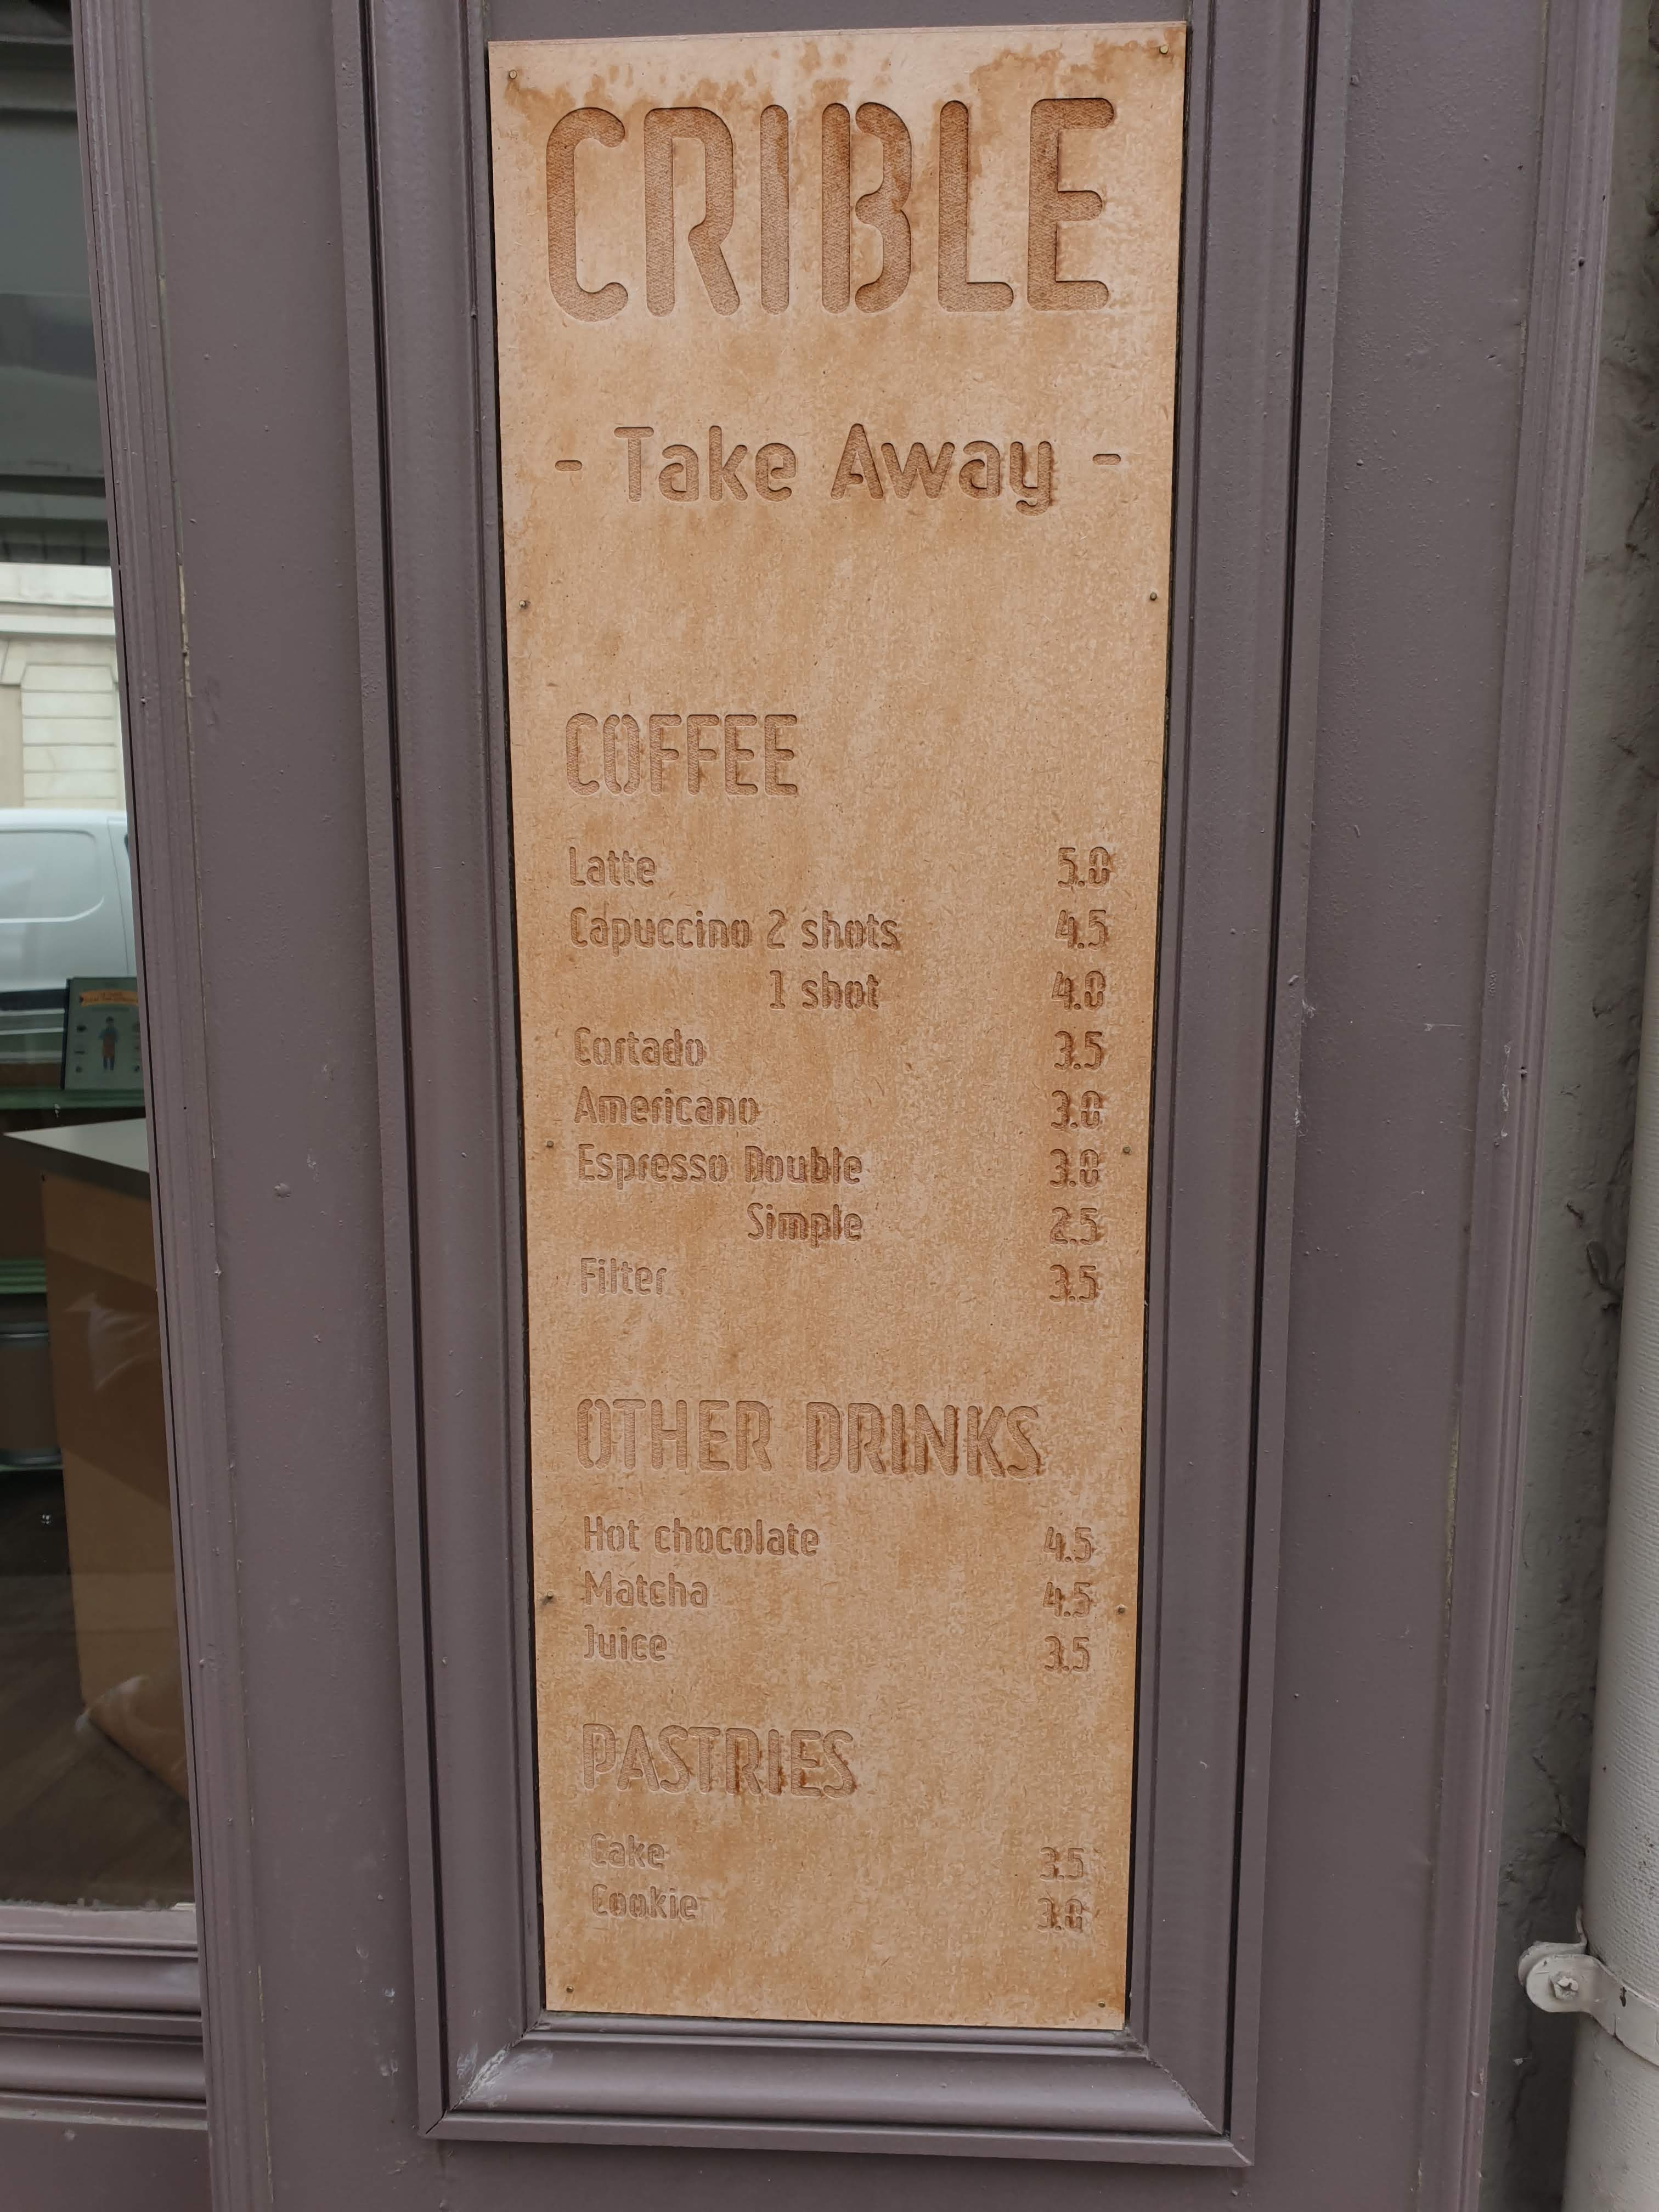 CRIBLE
- Take Away -
COFFEE
Latte 5.0
Capuccino 2 shots 4.5
1 shot 4.0
Cortado 3.5
Americano 3.0
Espresso Double 3.0
Simple 2.5
Filter 3.5
OTHER DRINKS
Hot chocolate 4.5
Matcha 4.5
Juice 3.5
PASTRIES
Cake 3.5
Cookie 3.0